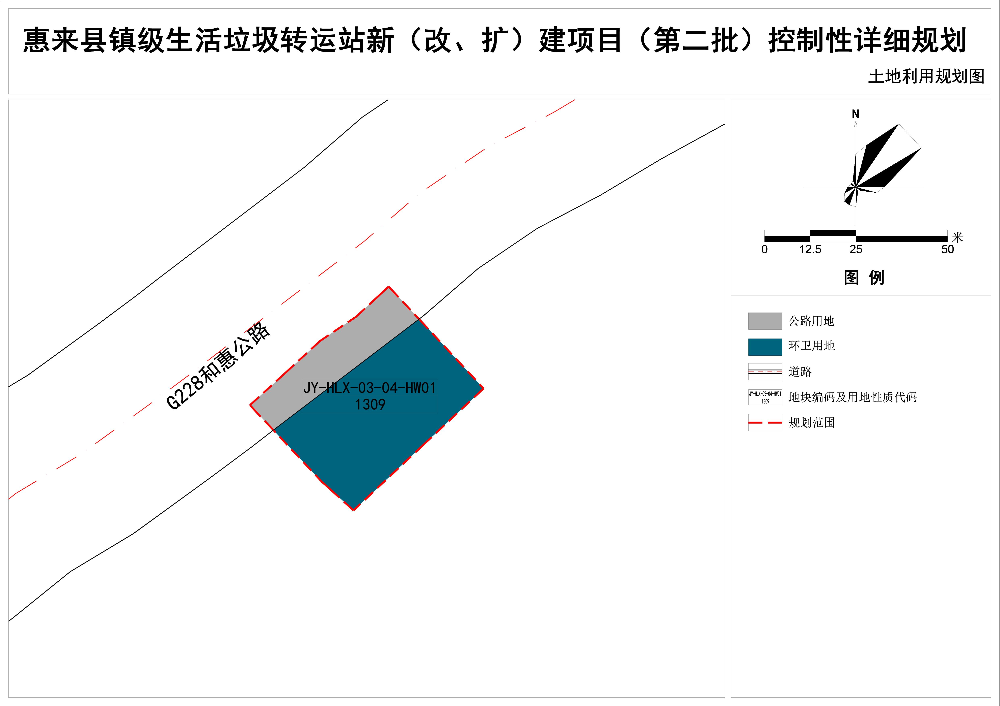 惠来县镇级生活垃圾转运站新（改、扩）建项目（第二批）控制性详细规划
土地利用规划图
G228和惠公路
JY-HLX-03-04-HW01
1309
N
米
0 12.5 25 50
图 例
公路用地
环卫用地
道路
JY-HLX-03-04-HW01
1309
地块编码及用地性质代码
规划范围